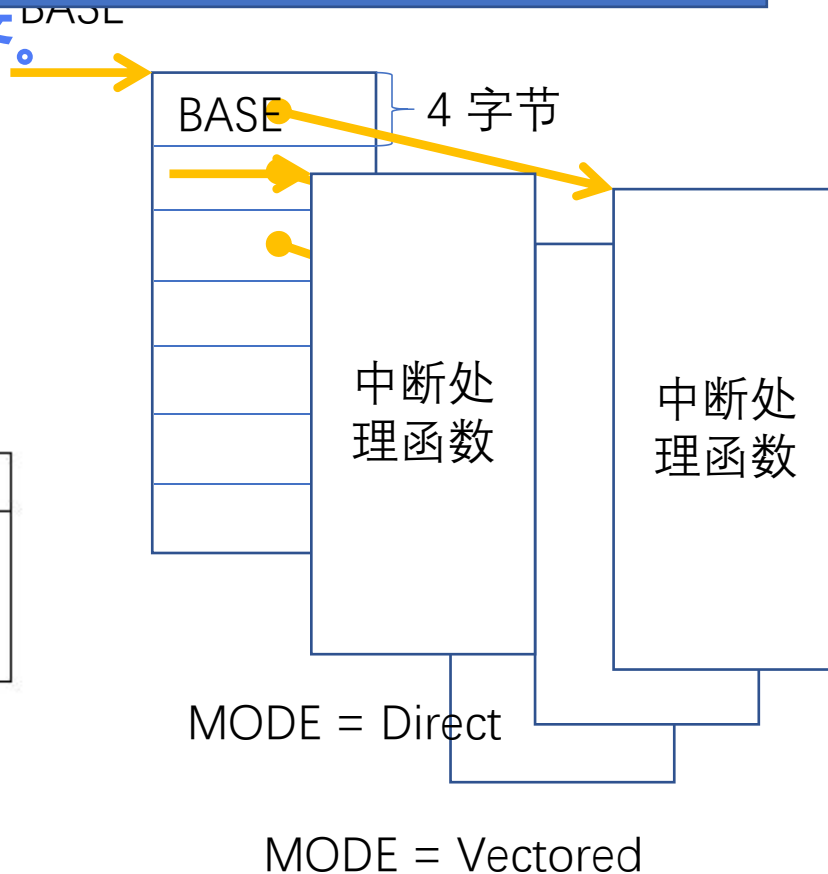 BASE
。
BASE
4 字节
中断处
理函数
中断处
理函数
MODE = Direct
MODE = Vectored